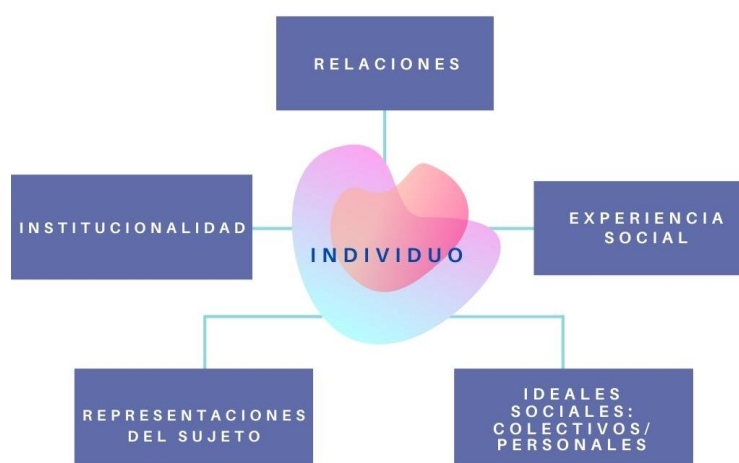 RELACIONES
INSTITUCIONALIDAD
EXPERIENCIA
SOCIAL
INDIVIDUO
REPRESENTACIONES
DEL SUJETO
IDEALES
SOCIALES:
COLECTIVOS/
PERSONALES